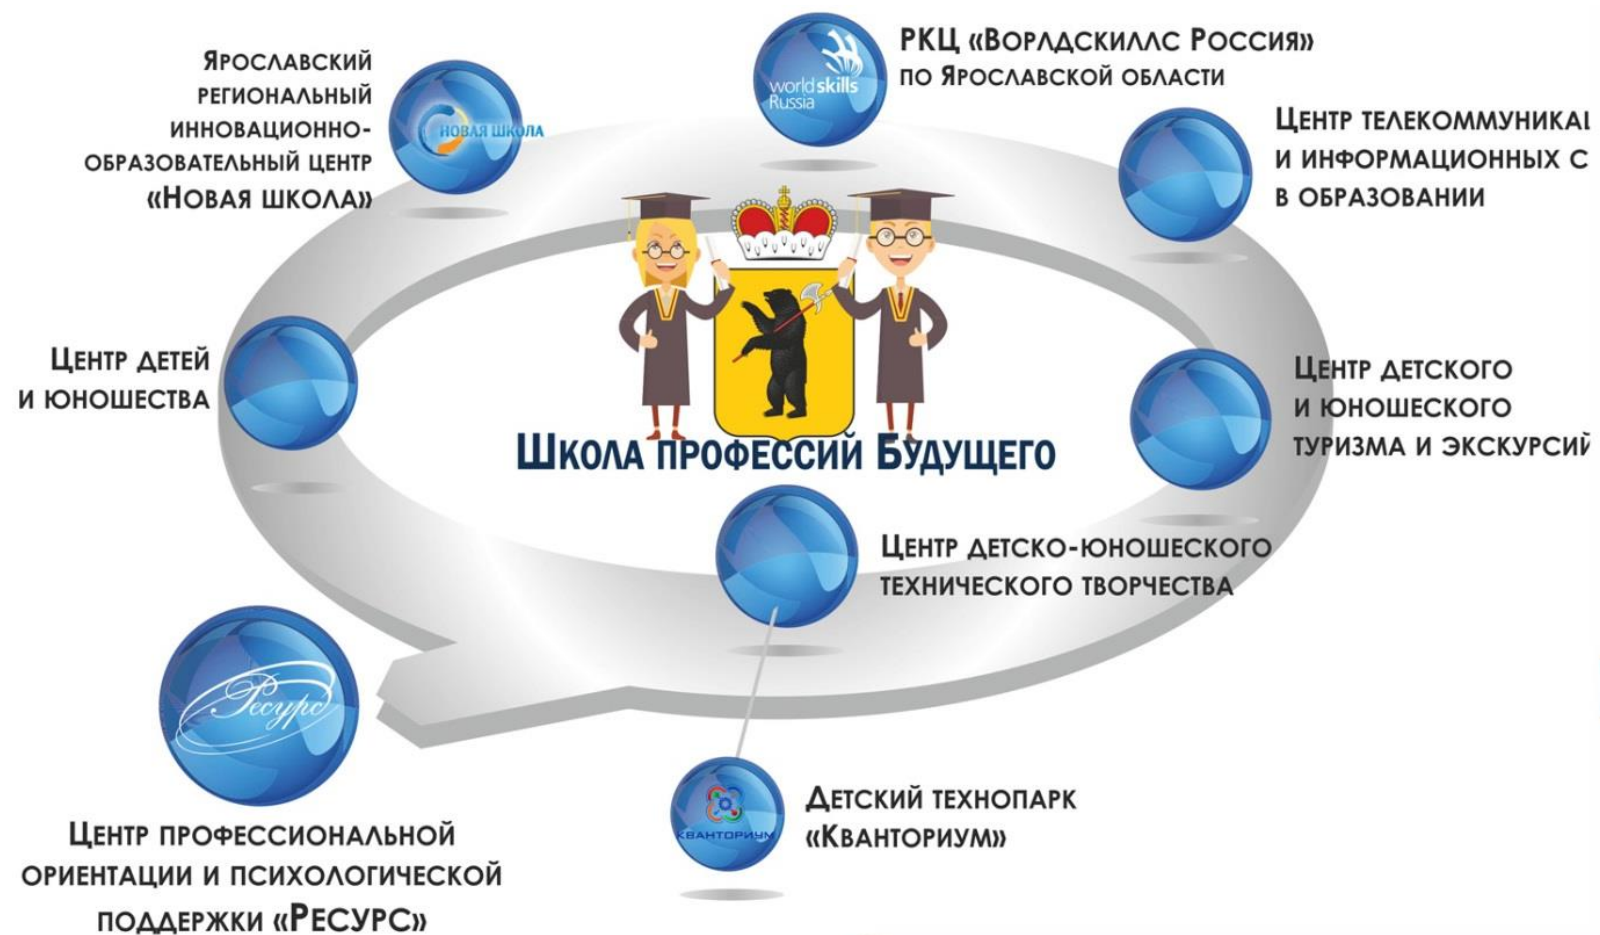 Ярославский
региональный
инновационно-
образовательный центр
«Новая школа»
НОВАЯ ШКОЛА
world skills
Russia
РКЦ «Ворлдскиллс Россия»
по Ярославской области
Центр телекоммуникац
и информационных с
в образовании
Центр детей
и юношества
Центр детского
и юношеского
туризма и экскурсий
Школа профессий Будущего
Центр детско-юношеского
технического творчества
Ресурс
Центр профессиональной
ориентации и психологической
поддержки «Ресурс»
КВАНТОРИУМ
Детский технопарк
«Кванториум»